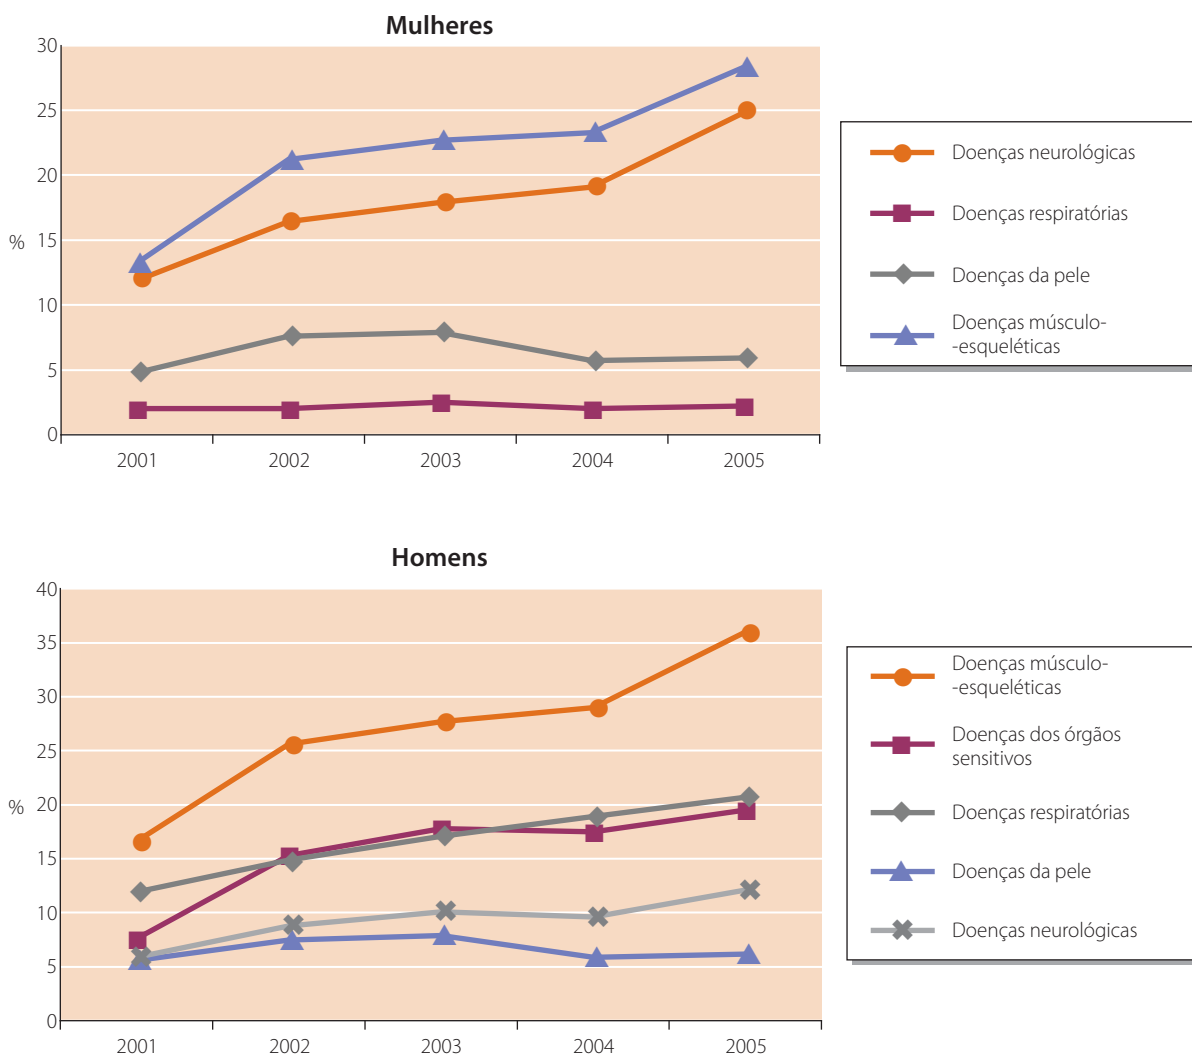 Mulheres
30
25
20
15
10
5
0
%
2001 2002 2003 2004 2005
Doenças neurológicas
Doenças respiratórias
Doenças da pele
Doenças músculo-
-esqueléticas
Homens
40
35
30
25
20
15
10
5
0
%
2001 2002 2003 2004 2005
Doenças músculo-
-esqueléticas
Doenças dos órgãos
sensitivos
Doenças respiratórias
Doenças da pele
Doenças neurológicas